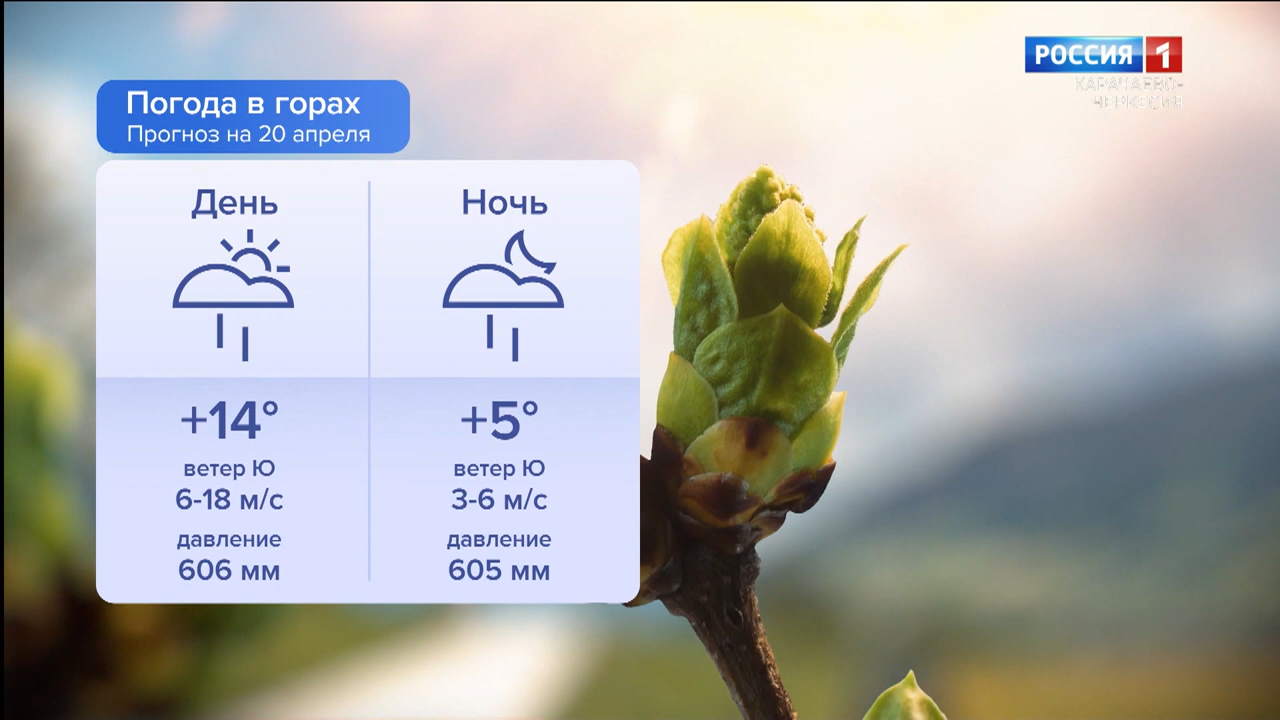 РОССИЯ 1
КАРАЧАЕВО-
ЧЕРКЕСИЯ
Погода в горах
Прогноз на 20 апреля
День
Ночь
+14°
+5°
ветер Ю
ветер Ю
6-18 м/с
3-6 м/с
давление
давление
606 мм
605 мм